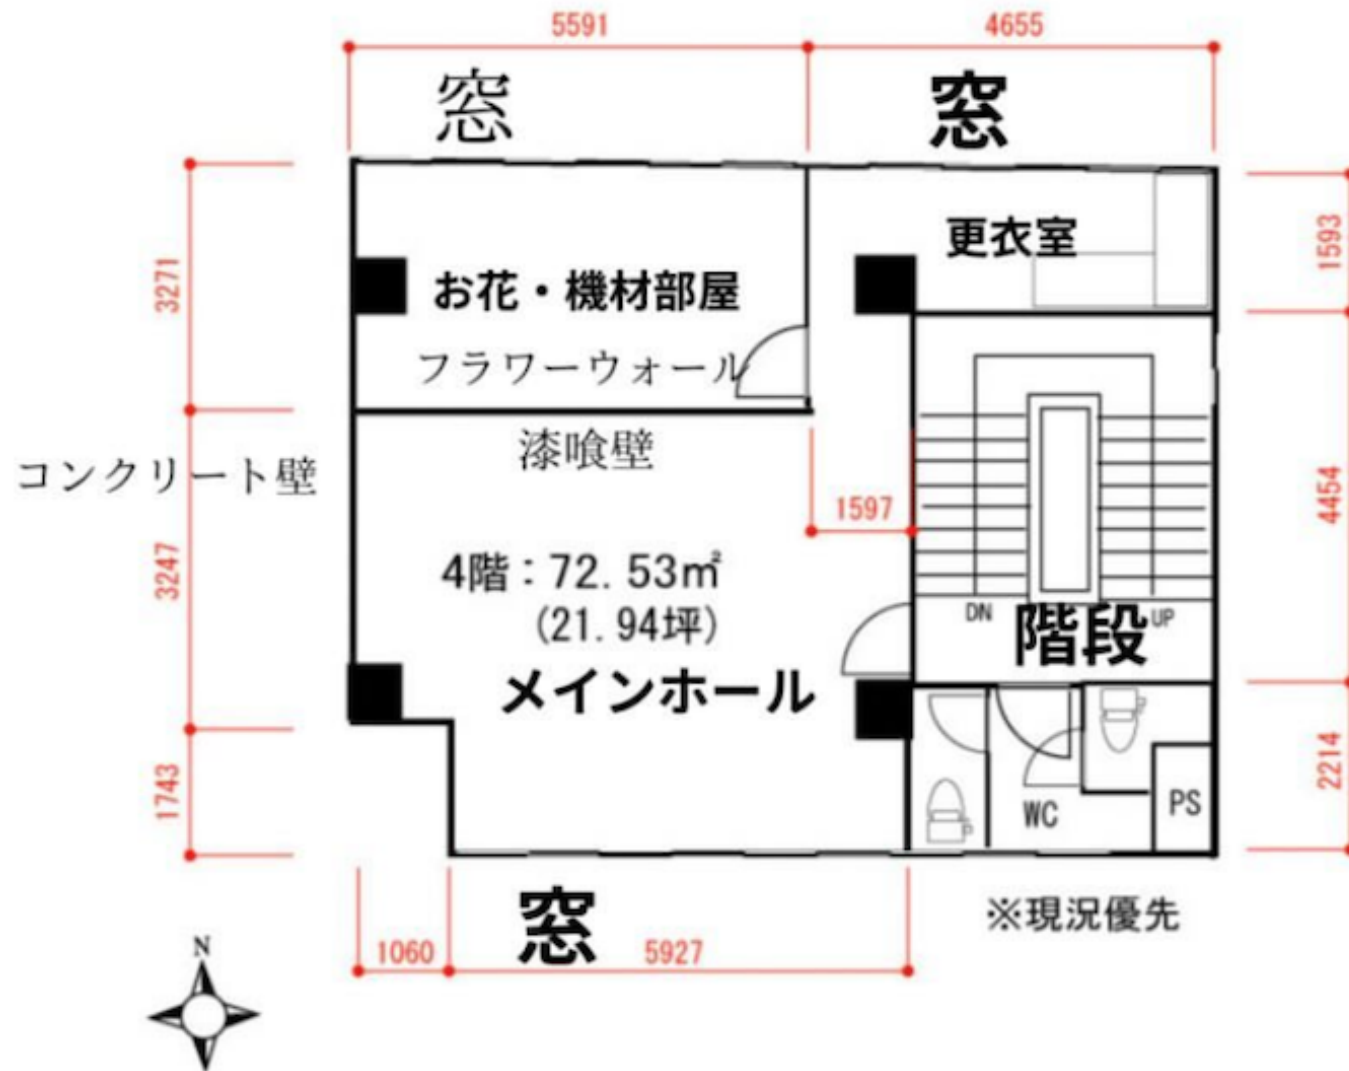 5591
4655
窓
窓
3271
更衣室
1593
お花・機材部屋
フラワーウォール
漆喰壁
コンクリート壁
1597
4454
3247
4階：72.53㎡
(21.94坪)
DN
階段
UP
メインホール
1743
2214
WC
PS
窓
※現況優先
1060
5927
N